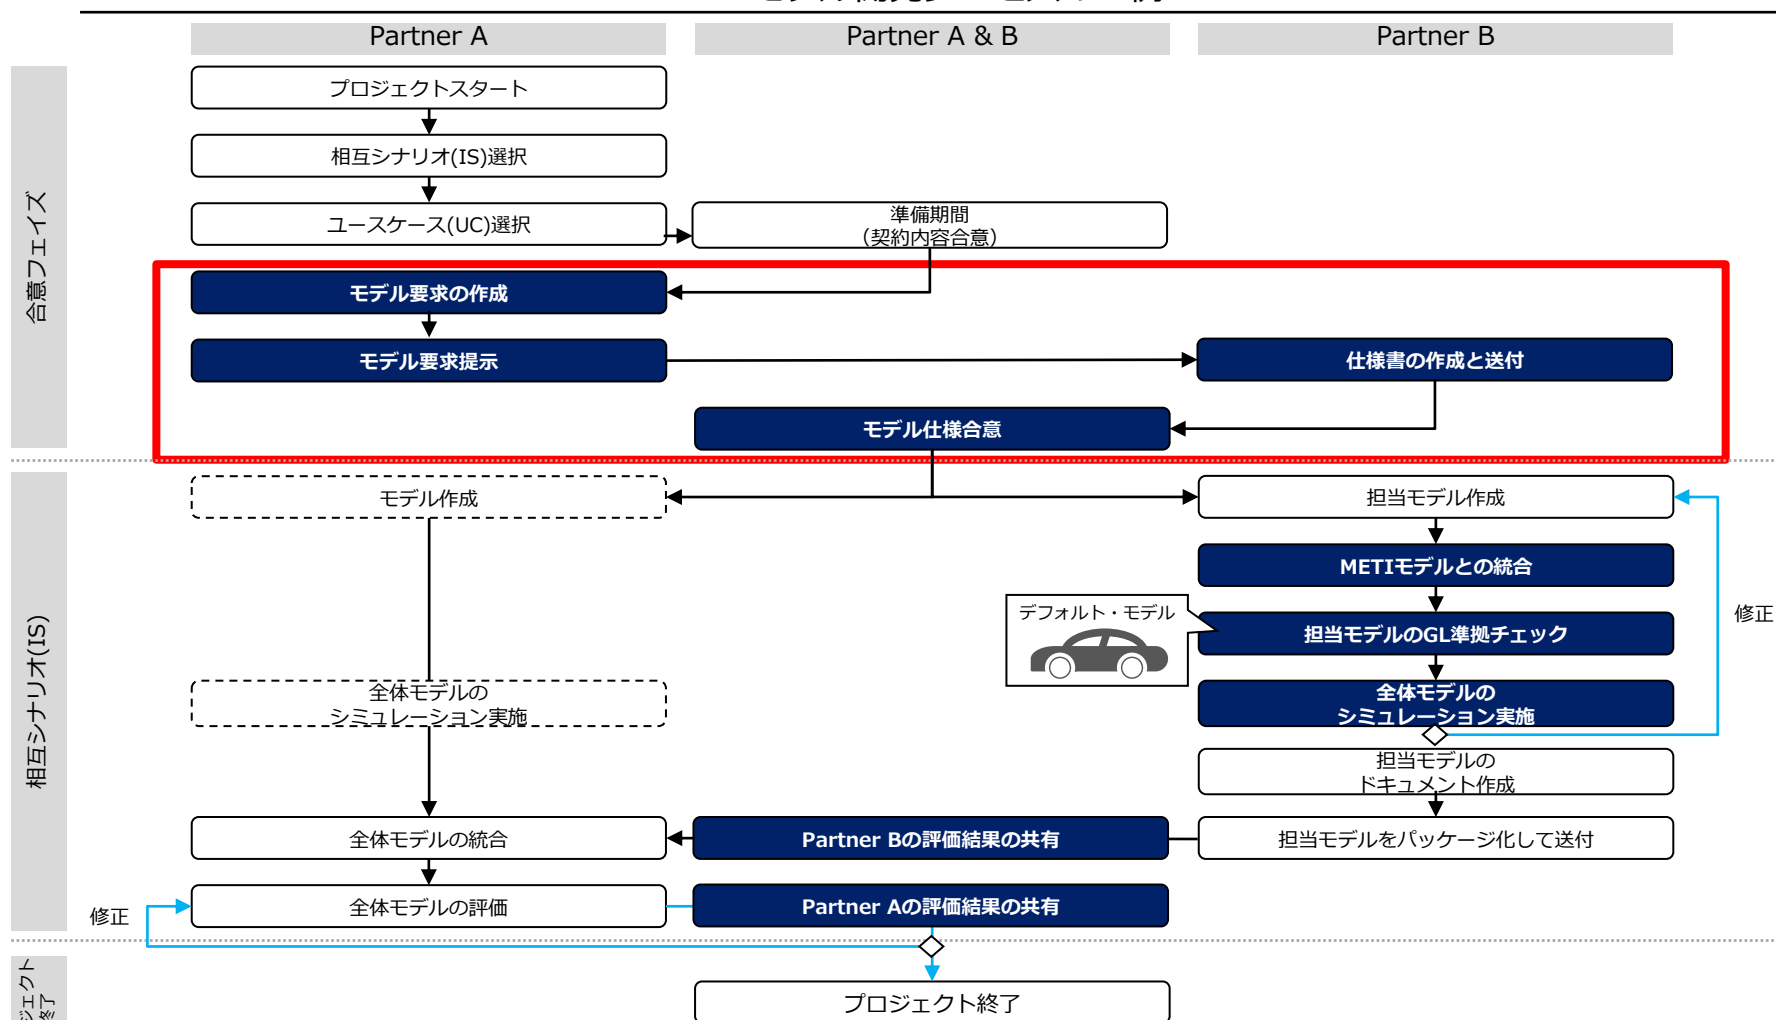 Partner A
Partner A & B
Partner B
合意フェイズ
プロジェクトスタート
相互シナリオ(IS)選択
ユースケース(UC)選択
準備期間
(契約内容合意)
モデル要求の作成
モデル要求提示
仕様書の作成と送付
モデル仕様合意
相互シナリオ(IS)
モデル作成
担当モデル作成
METIモデルとの統合
デフォルト・モデル
担当モデルのGL準拠チェック
修正
全体モデルの
シミュレーション実施
全体モデルの
シミュレーション実施
担当モデルの
ドキュメント作成
全体モデルの統合
Partner Bの評価結果の共有
担当モデルをパッケージ化して送付
全体モデルの評価
Partner Aの評価結果の共有
修正
プロジェクト終了